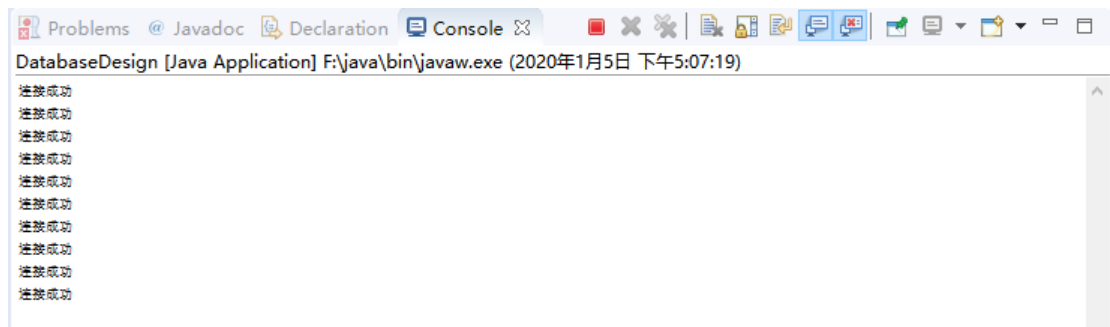 Problems @ Javadoc Declaration Console
DatabaseDesign [Java Application] F:\java\bin\javaw.exe (2020年1月5日 下午5:07:19)
连接成功
连接成功
连接成功
连接成功
连接成功
连接成功
连接成功
连接成功
连接成功
连接成功